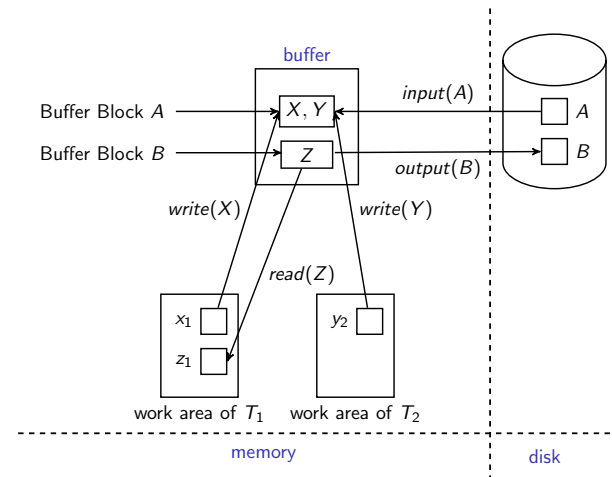 buffer
input(A)
Buffer Block A
X, Y
A
Buffer Block B
Z
B
output(B)
write(X)
write(Y)
read(Z)
x1
y2
z1
work area of T1
work area of T2
memory
disk